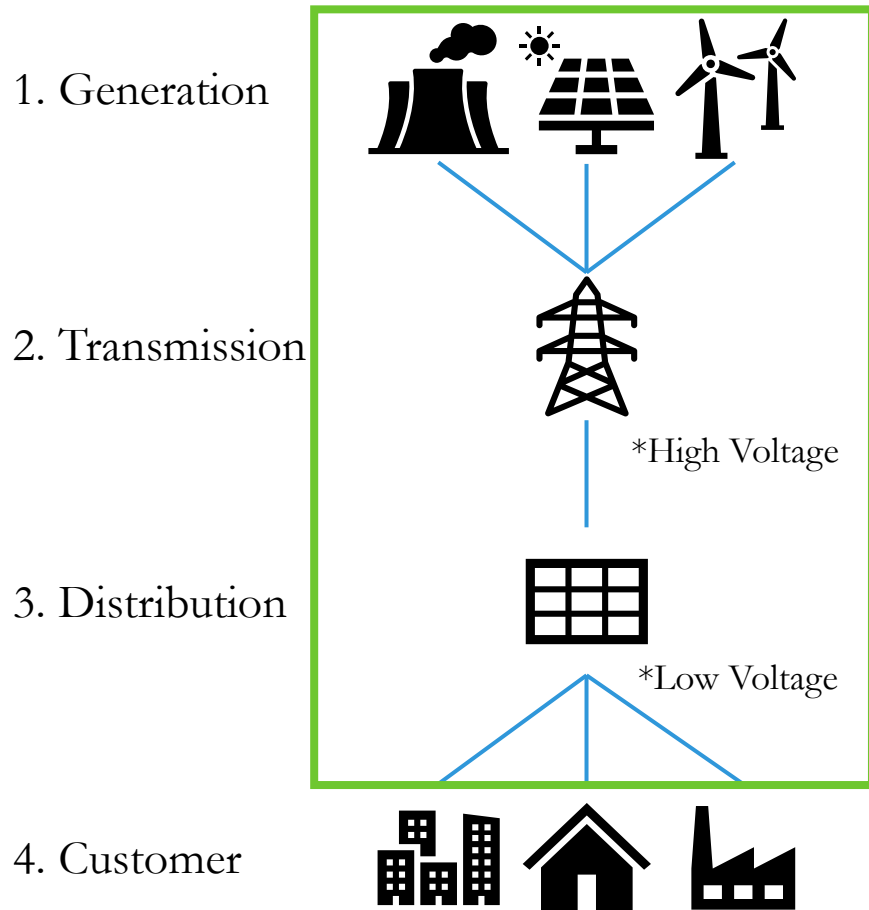 1. Generation
2. Transmission
*High Voltage
3. Distribution
*Low Voltage
4. Customer